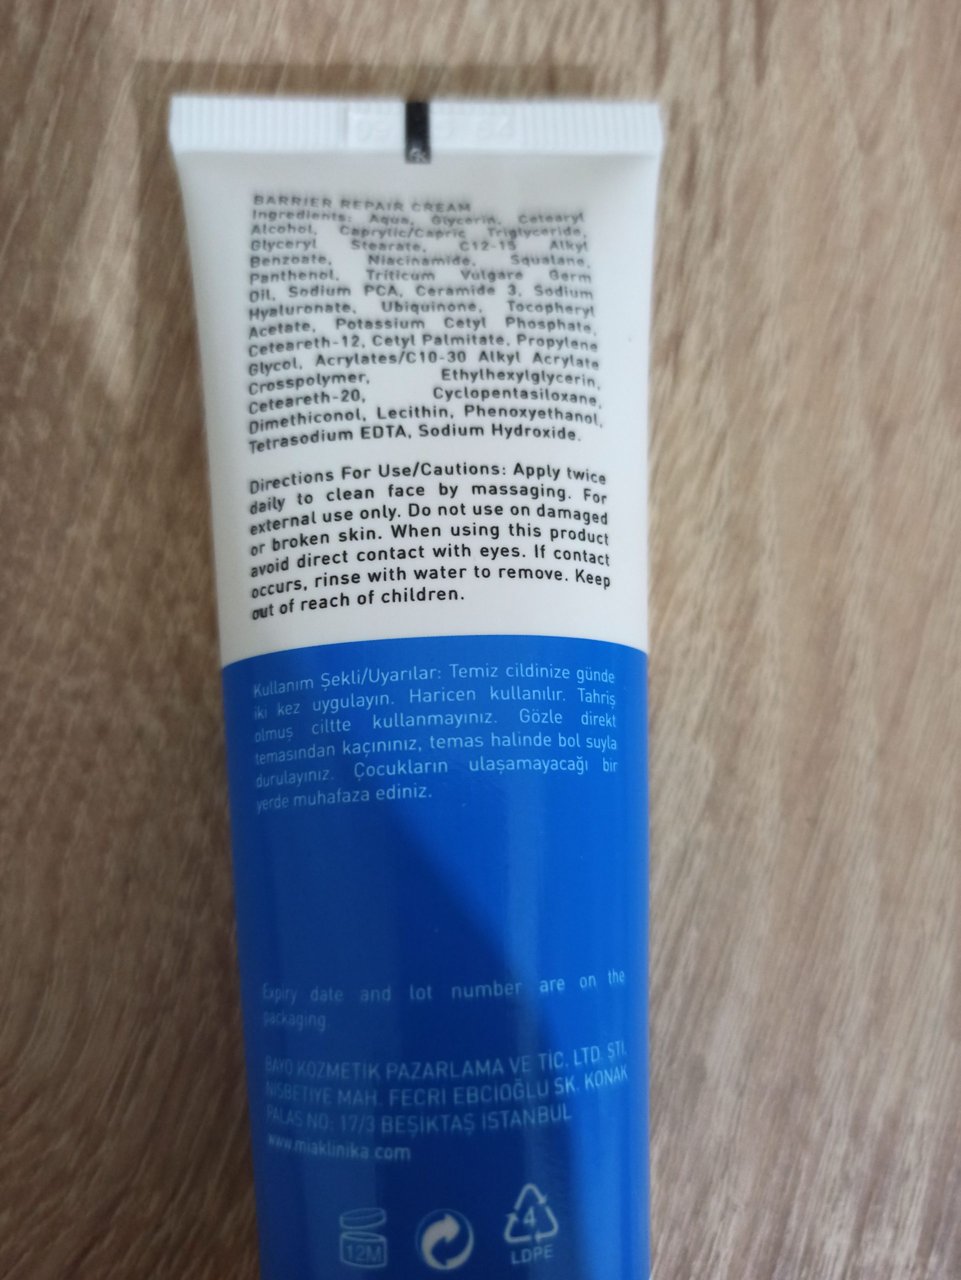 BARRIER REPAIR CREAM
Ingredients: Aqua, Glycerin, Cetearyl
Alcohol, Caprylic/Capric Triglyceride,
Glyceryl Stearate, C12-15 Alkyl
Benzoate, Niacinamide, Squalane,
Panthenol, Triticum Vulgare Germ
Oil, Sodium PCA, Ceramide 3, Sodium
Hyaluronate, Ubiquinone, Tocopheryl
Acetate, Potassium Cetyl Phosphate,
Ceteareth-12, Cetyl Palmitate, Propylene
Glycol, Acrylates/C10-30 Alkyl Acrylate
Crosspolymer, Ethylhexylglycerin,
Ceteareth-20, Cyclopentasiloxane,
Dimethiconol, Lecithin, Phenoxyethanol,
Tetrasodium EDTA, Sodium Hydroxide.
Directions For Use/Cautions: Apply twice
daily to clean face by massaging. For
external use only. Do not use on damaged
or broken skin. When using this product
avoid direct contact with eyes. If contact
occurs, rinse with water to remove. Keep
out of reach of children.
Kullanım Şekli/Uyarılar: Temiz cildinize günde
iki kez uygulayın. Haricen kullanılır. Tahriş
olmuş ciltte kullanmayınız. Gözle direkt
temasından kaçınınız, temas halinde bol suyla
durulayınız. Çocukların ulaşamayacağı bir
yerde muhafaza ediniz.
Expiry date and lot number are on the
packaging
BAYO KOZMETİK PAZARLAMA VE TİC. LTD. ŞTİ.
NİSBETİYE MAH. FECRI EBCİOĞLU SK. KONAK
PALAS NO: 17/3 BEŞİKTAŞ İSTANBUL
www.miaklinika.com
12M
4
LDPE